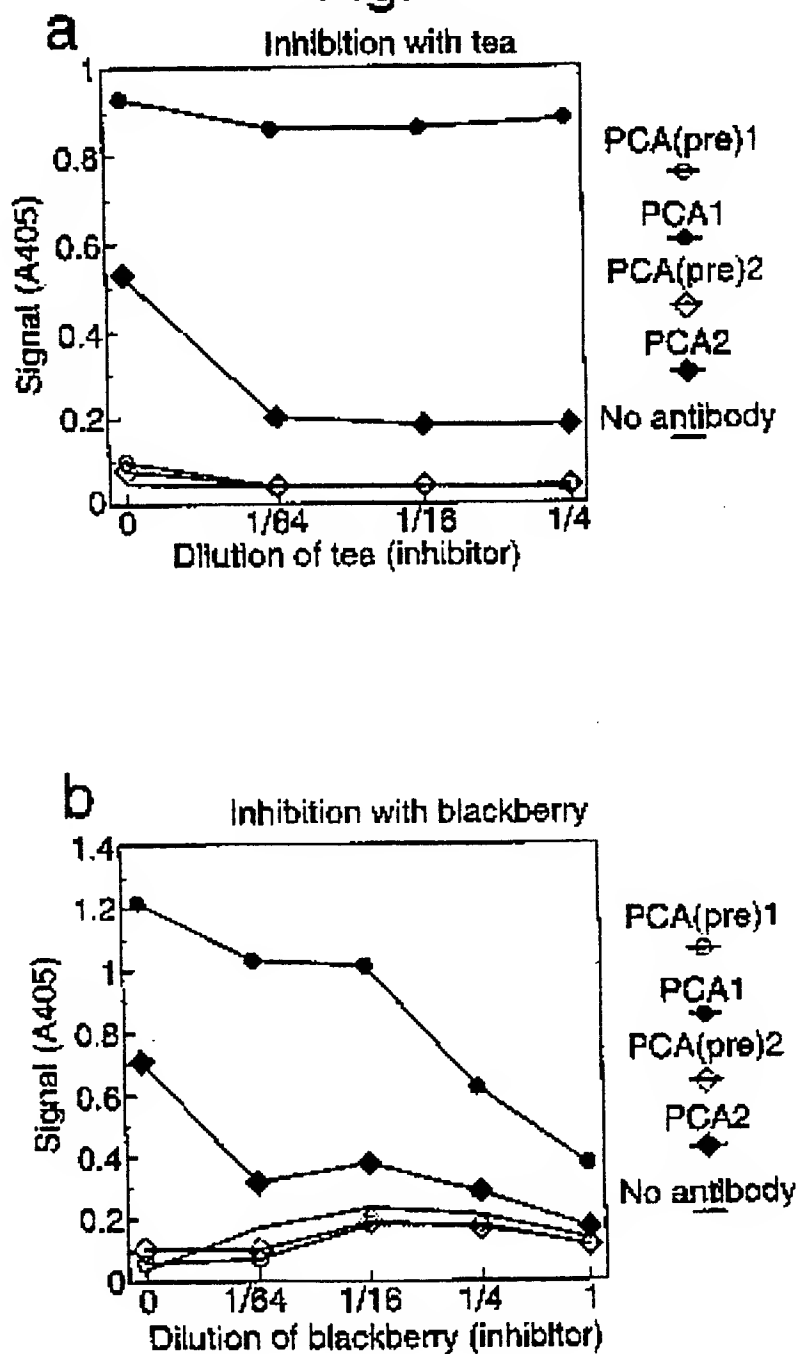 a
Inhibition with tea
1
0.8
0.6
0.4
0.2
0
Signal (A405)
0 1/64 1/16 1/4
Dilution of tea (inhibitor)
PCA(pre)1
PCA1
PCA(pre)2
PCA2
No antibody
b
Inhibition with blackberry
1.4
1.2
1
0.8
0.6
0.4
0.2
0
Signal (A405)
0 1/64 1/16 1/4 1
Dilution of blackberry (inhibitor)
PCA(pre)1
PCA1
PCA(pre)2
PCA2
No antibody